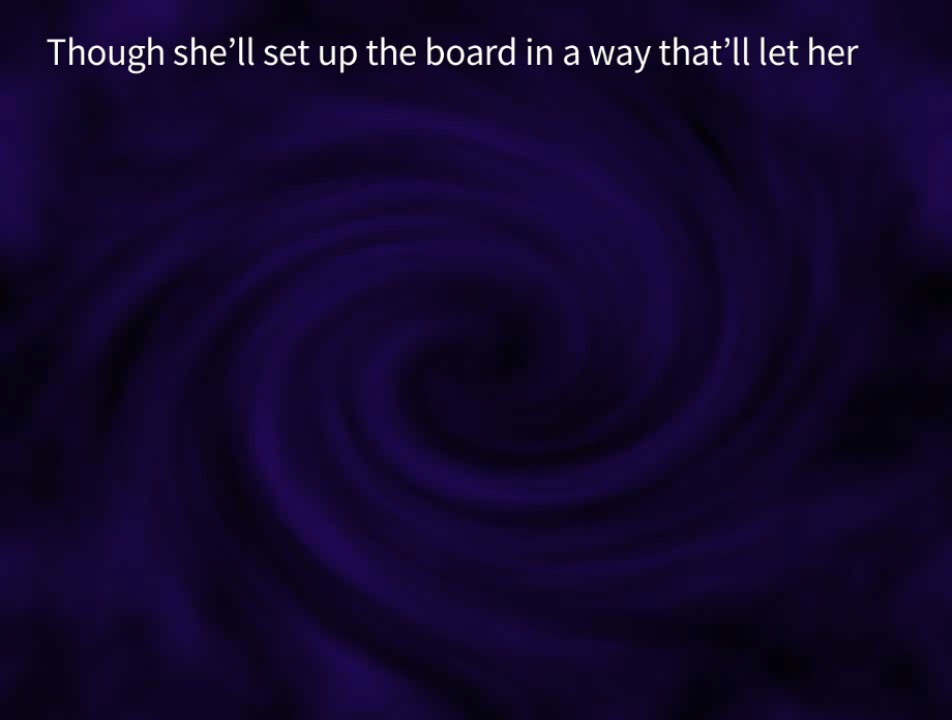 Though she’ll set up the board in a way that’ll let her